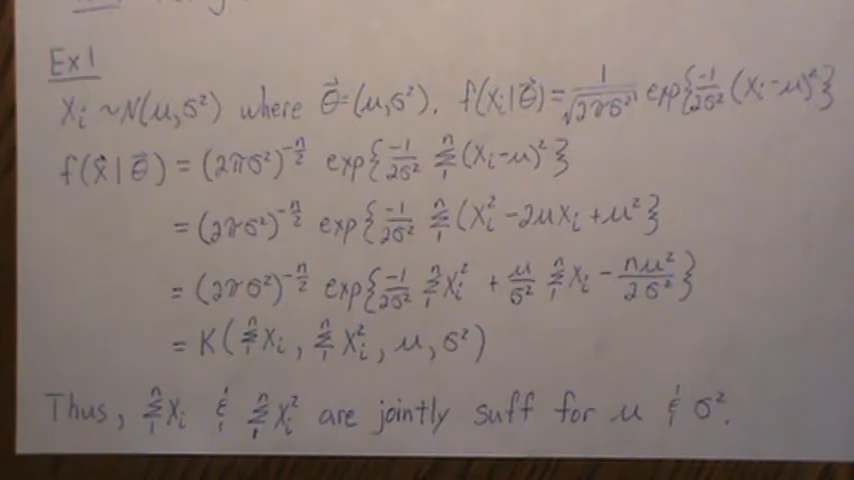 Ex 1
Xᵢ ~ N(μ, σ²) where θ⃗ = (μ, σ²). f(xᵢ|θ⃗) = 1/√(2πσ²) exp{-1/2σ² (xᵢ-μ)²}
f(x⃗|θ⃗) = (2πσ²)^(-n/2) exp{-1/2σ² Σ₁ⁿ (xᵢ-μ)²}
= (2πσ²)^(-n/2) exp{-1/2σ² Σ₁ⁿ (xᵢ² - 2μxᵢ + μ²}
= (2πσ²)^(-n/2) exp{-1/2σ² Σ₁ⁿ xᵢ² + μ/σ² Σ₁ⁿ xᵢ - nμ²/2σ²}
= K(Σ₁ⁿ xᵢ, Σ₁ⁿ xᵢ², μ, σ²)
Thus, Σ₁ⁿ xᵢ & Σ₁ⁿ xᵢ² are jointly suff for μ & σ².